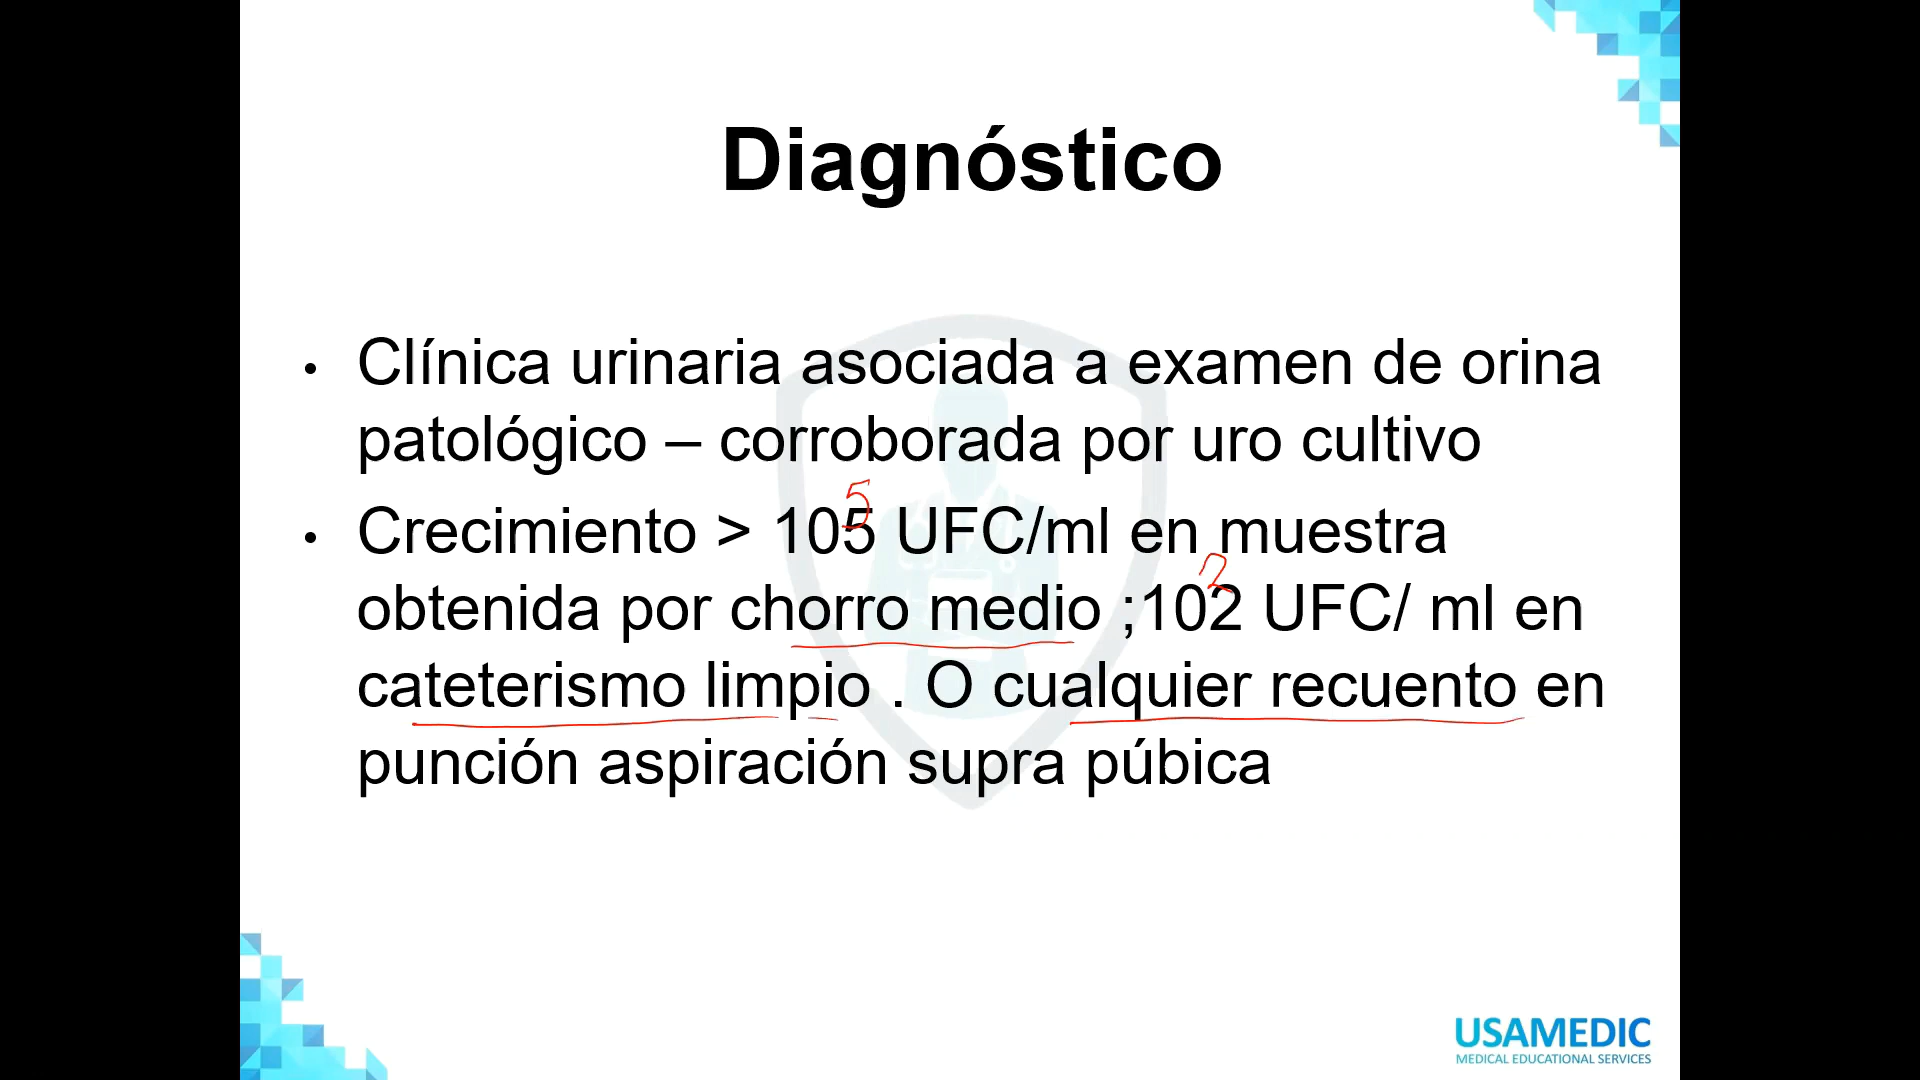 Diagnóstico
• Clínica urinaria asociada a examen de orina
patológico – corroborada por uro cultivo
5
• Crecimiento > 105 UFC/ml en muestra
2
obtenida por chorro medio ;102 UFC/ ml en
cateterismo limpio . O cualquier recuento en
punción aspiración supra púbica
USAMEDIC
MEDICAL EDUCATIONAL SERVICES